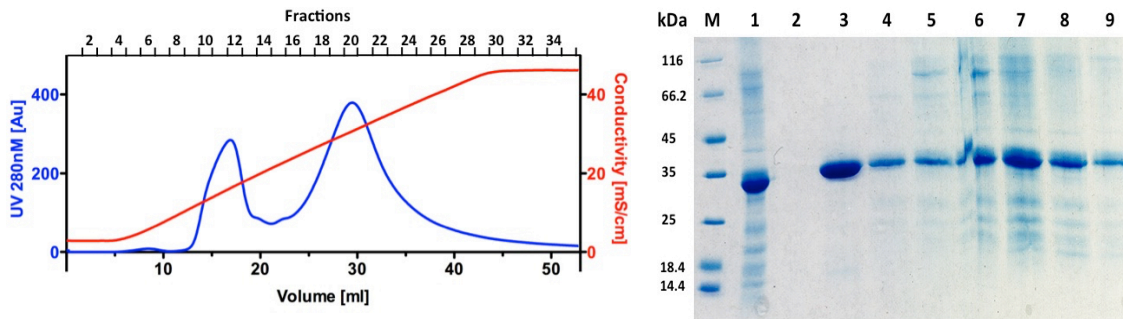 Fractions
2 4 6 8 10 12 14 16 18 20 22 24 26 28 30 32 34
400
200
0
UV 280nM [Au]
40
20
0
Conductivity [mS/cm]
10 20 30 40 50
Volume [ml]
kDa M 1 2 3 4 5 6 7 8 9
116
66.2
45
35
25
18.4
14.4